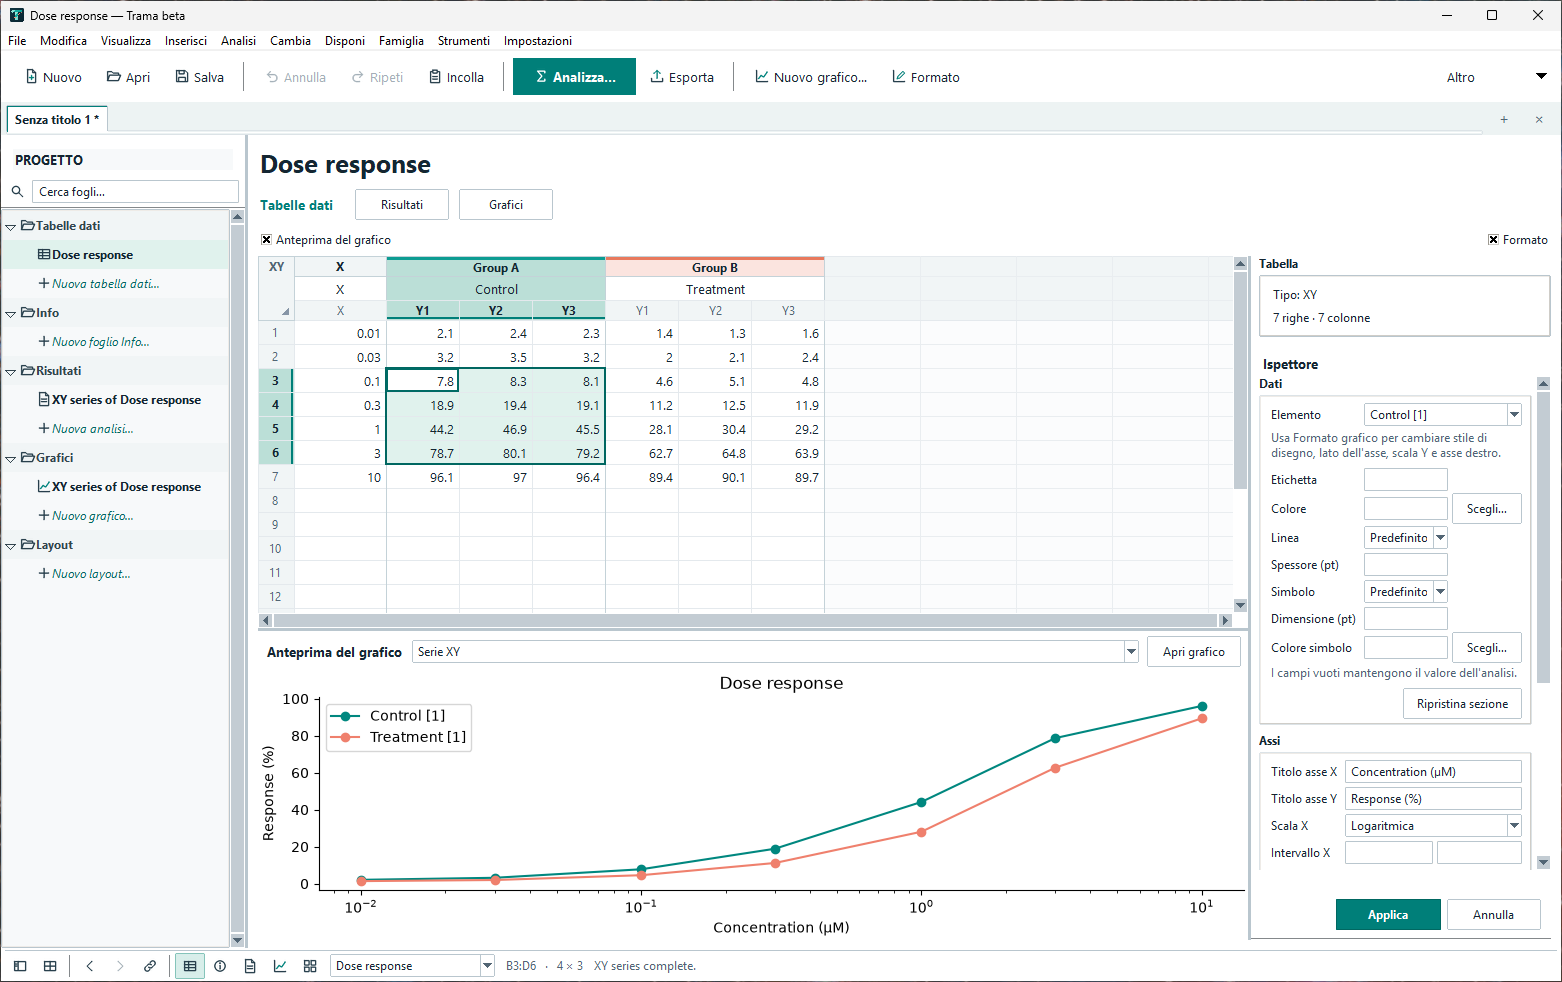 Dose response — Trama beta
File Modifica Visualizza Inserisci Analisi Cambia Disponi Famiglia Strumenti Impostazioni
Nuovo Apri Salva Annulla Ripeti Incolla Σ Analizza... Esporta Nuovo grafico... Formato Altro
Senza titolo 1 *
PROGETTO
Cerca fogli...
Tabelle dati
Dose response
Nuova tabella dati...
Info
Nuovo foglio Info...
Risultati
XY series of Dose response
Nuova analisi...
Grafici
XY series of Dose response
Nuovo grafico...
Layout
Nuovo layout...
Dose response
Tabelle dati Risultati Grafici
Anteprima del grafico Formato
XY X Group A Group B
X Control Treatment
X Y1 Y2 Y3 Y1 Y2 Y3
1 0.01 2.1 2.4 2.3 1.4 1.3 1.6
2 0.03 3.2 3.5 3.2 2 2.1 2.4
3 0.1 7.8 8.3 8.1 4.6 5.1 4.8
4 0.3 18.9 19.4 19.1 11.2 12.5 11.9
5 1 44.2 46.9 45.5 28.1 30.4 29.2
6 3 78.7 80.1 79.2 62.7 64.8 63.9
7 10 96.1 97 96.4 89.4 90.1 89.7
8
9
10
11
12
Anteprima del grafico Serie XY Apri grafico
Dose response
Control [1]
Treatment [1]
Response (%)
100
80
60
40
20
0
10⁻² 10⁻¹ 10⁰ 10¹
Concentration (µM)
Tabella
Tipo: XY
7 righe · 7 colonne
Ispettore
Dati
Elemento Control [1]
Usa Formato grafico per cambiare stile di
disegno, lato dell'asse, scala Y e asse destro.
Etichetta
Colore Scegli...
Linea Predefinito
Spessore (pt)
Simbolo Predefinito
Dimensione (pt)
Colore simbolo Scegli...
I campi vuoti mantengono il valore dell'analisi.
Ripristina sezione
Assi
Titolo asse X Concentration (µM)
Titolo asse Y Response (%)
Scala X Logaritmica
Intervallo X
Applica Annulla
Dose response B3:D6 · 4 × 3 XY series complete.